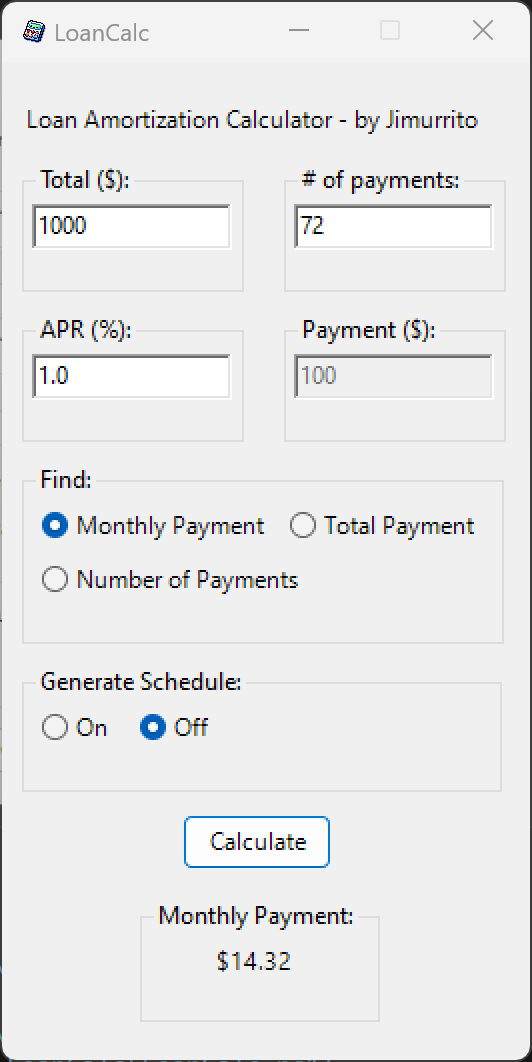 LoanCalc
Loan Amortization Calculator - by Jimurrito
Total ($): # of payments:
1000 72
APR (%): Payment ($):
1.0 100
Find:
Monthly Payment Total Payment
Number of Payments
Generate Schedule:
On Off
Calculate
Monthly Payment:
$14.32